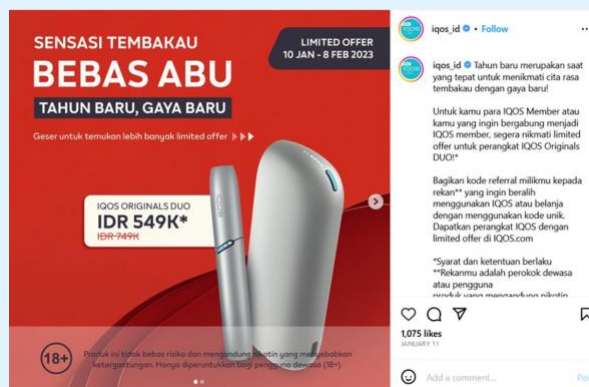 SENSASI TEMBAKAU
BEBAS ABU
TAHUN BARU, GAYA BARU
Geser untuk temukan lebih banyak limited offer
LIMITED OFFER
10 JAN - 8 FEB 2023
IQOS ORIGINALS DUO
IDR 549K*
IDR 749K
IQOS
18+
Produk ini tidak bebas risiko dan mengandung nikotin yang menyebabkan
ketergantungan. Hanya diperuntukkan bagi pengguna dewasa (18+).
iqos_id • Follow
iqos_id Tahun baru merupakan saat
yang tepat untuk menikmati cita rasa
tembakau dengan gaya baru!
Untuk kamu para IQOS Member atau
kamu yang ingin bergabung menjadi
IQOS member, segera nikmati limited
offer untuk perangkat IQOS Originals
DUO!*
Bagikan kode referral milikmu kepada
rekan** yang ingin beralih
menggunakan IQOS atau belanja
dengan menggunakan kode unik.
Dapatkan perangkat IQOS dengan
limited offer di IQOS.com
*Syarat dan ketentuan berlaku
**Rekanmu adalah perokok dewasa
atau pengguna
produk yang mengandung nikotin
1,075 likes
JANUARY 11
Add a comment...